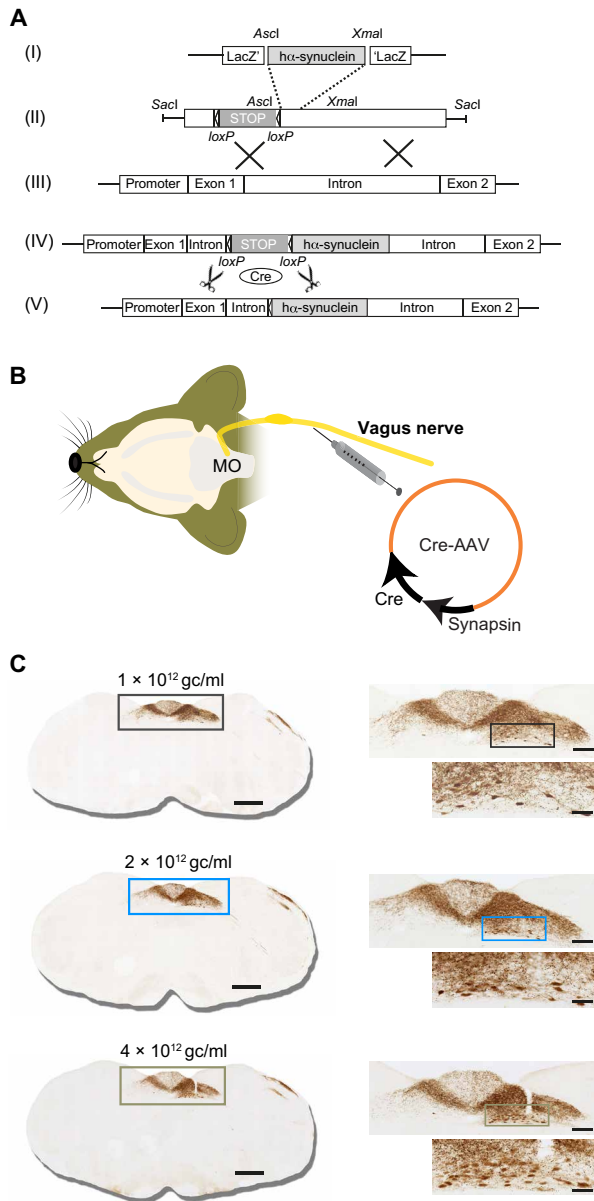 A
AscI XmaI
(I) LacZ' hα-synuclein 'LacZ
SacI AscI XmaI SacI
(II) STOP
loxP loxP
(III) Promoter Exon 1 Intron Exon 2
(IV) Promoter Exon 1 Intron STOP hα-synuclein Intron Exon 2
loxP loxP
Cre
(V) Promoter Exon 1 Intron hα-synuclein Intron Exon 2
B
Vagus nerve
MO
Cre-AAV
Cre
Synapsin
C
1 × 10¹² gc/ml
2 × 10¹² gc/ml
4 × 10¹² gc/ml